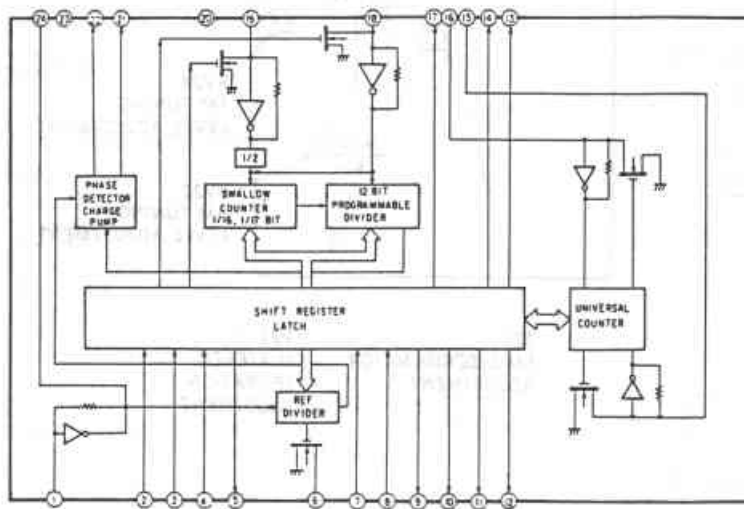 24 23 22 21 20 19 18 17 16 15 14 13
1/2
PHASE
DETECTOR
CHARGE
PUMP
SWALLOW
COUNTER
1/16, 1/17 BIT
12 BIT
PROGRAMMABLE
DIVIDER
SHIFT REGISTER
LATCH
UNIVERSAL
COUNTER
REF
DIVIDER
1 2 3 4 5 6 7 8 9 10 11 12